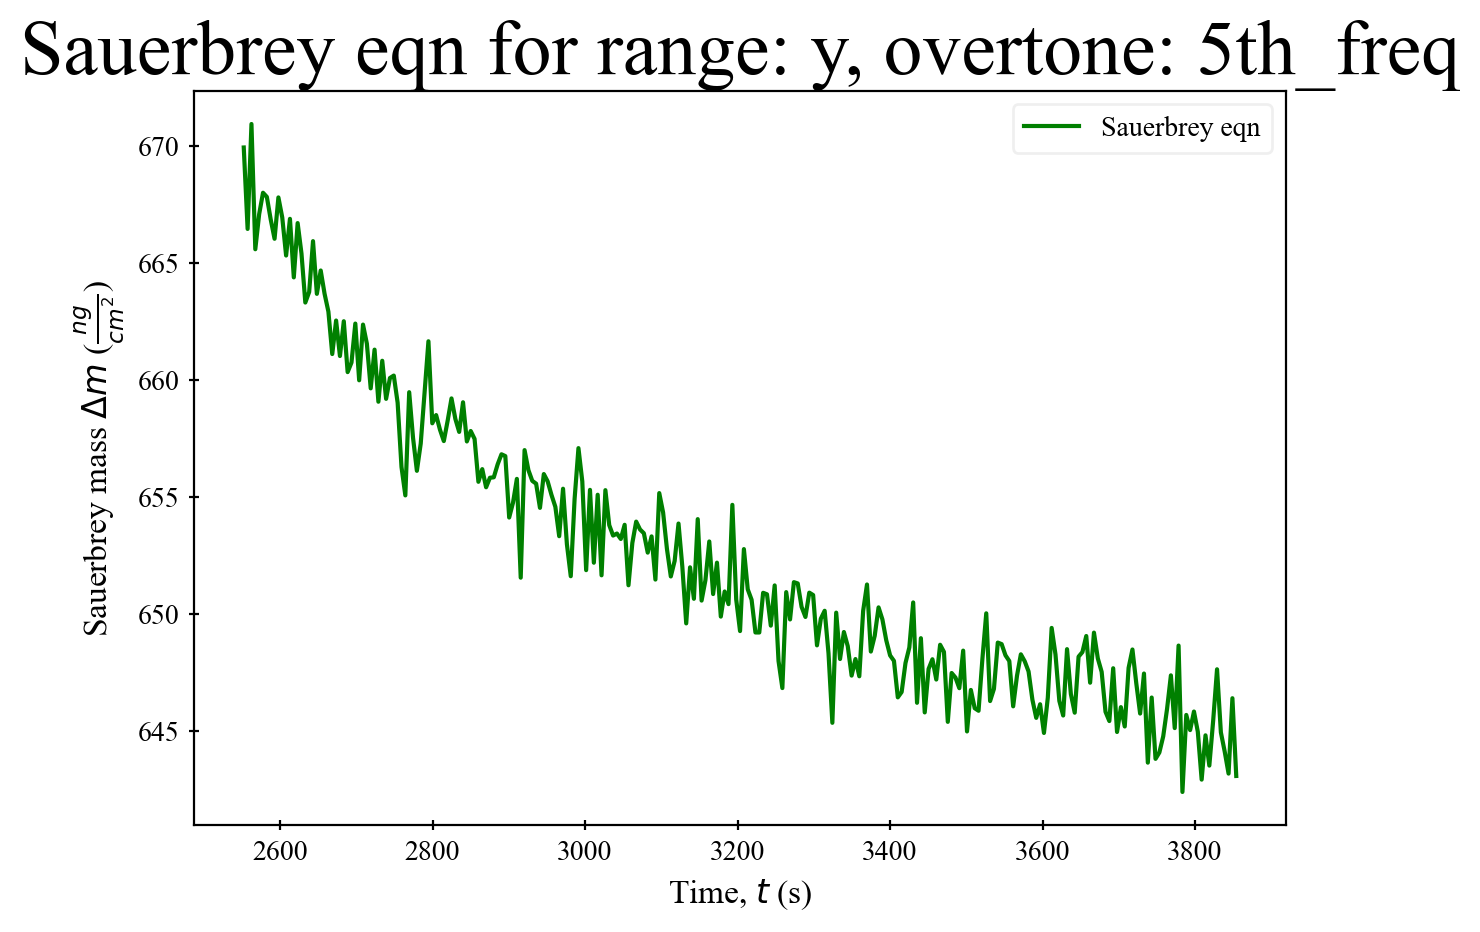 Sauerbrey eqn for range: y, overtone: 5th_freq
Sauerbrey eqn
670
665
660
655
650
645
Sauerbrey mass Δm (ng/cm²)
2600 2800 3000 3200 3400 3600 3800
Time, t (s)